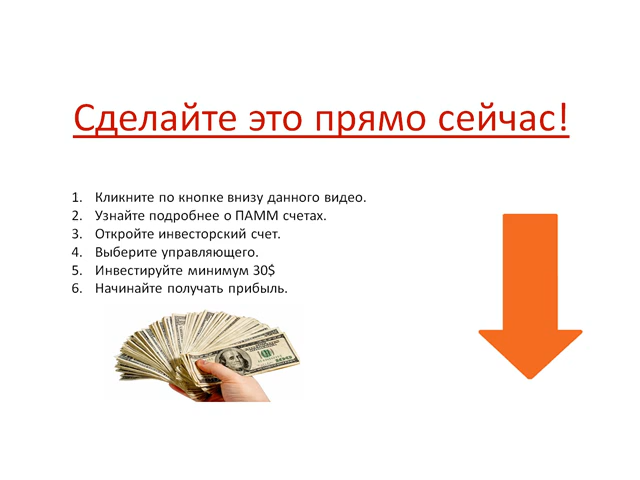 Сделайте это прямо сейчас!
1. Кликните по кнопке внизу данного видео.
2. Узнайте подробнее о ПАММ счетах.
3. Откройте инвесторский счет.
4. Выберите управляющего.
5. Инвестируйте минимум 30$
6. Начинайте получать прибыль.